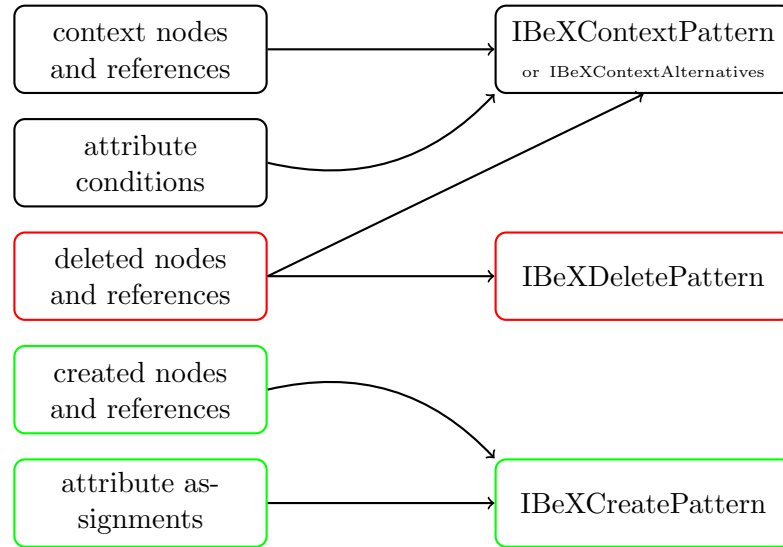 context nodes
and references
IBeXContextPattern
or IBeXContextAlternatives
attribute
conditions
deleted nodes
and references
IBeXDeletePattern
created nodes
and references
attribute as-
signments
IBeXCreatePattern